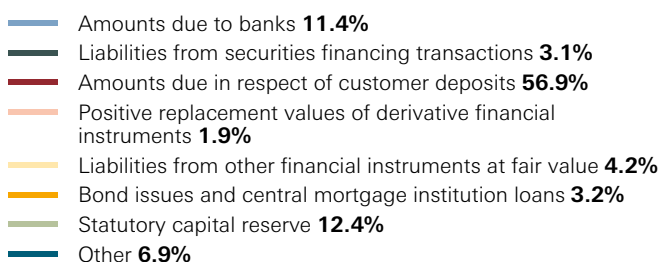 Amounts due to banks 11.4%
Liabilities from securities financing transactions 3.1%
Amounts due in respect of customer deposits 56.9%
Positive replacement values of derivative financial
instruments 1.9%
Liabilities from other financial instruments at fair value 4.2%
Bond issues and central mortgage institution loans 3.2%
Statutory capital reserve 12.4%
Other 6.9%